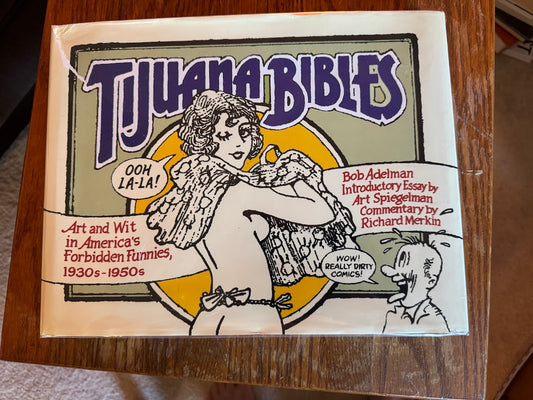 TIJUANA BIBLES
OOH
LA-LA!
Art and Wit
in America's
Forbidden Funnies,
1930s-1950s
Bob Adelman
Introductory Essay by
Art Spiegelman
Commentary by
Richard Merkin
WOW!
REALLY DIRTY
COMICS!